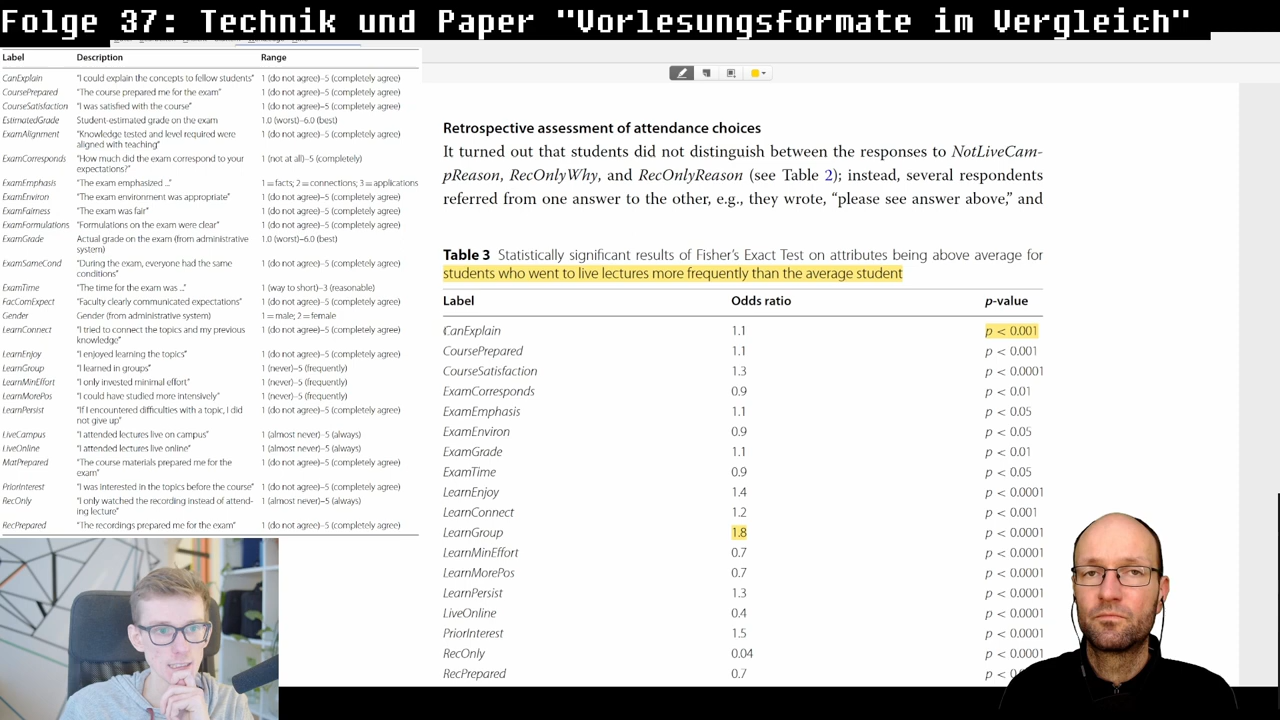 Folge 37: Technik und Paper "Vorlesungsformate im Vergleich"
Label Description Range
CanExplain "I could explain the concepts to fellow students" 1 (do not agree)–5 (completely agree)
CoursePrepared "The course prepared me for the exam" 1 (do not agree)–5 (completely agree)
CourseSatisfaction "I was satisfied with the course" 1 (do not agree)–5 (completely agree)
EstimatedGrade Student-estimated grade on the exam 1.0 (worst)–6.0 (best)
ExamAlignment "Knowledge tested and level required were 1 (do not agree)–5 (completely agree)
aligned with teaching"
ExamCorresponds "How much did the exam correspond to your 1 (not at all)–5 (completely)
expectations?"
ExamEmphasis "The exam emphasized ..." 1 = facts; 2 = connections; 3 = applications
ExamEnviron "The exam environment was appropriate" 1 (do not agree)–5 (completely agree)
ExamFairness "The exam was fair" 1 (do not agree)–5 (completely agree)
ExamFormulations "Formulations on the exam were clear" 1 (do not agree)–5 (completely agree)
ExamGrade Actual grade on the exam (from administrative 1.0 (worst)–6.0 (best)
system)
ExamSameCond "During the exam, everyone had the same 1 (do not agree)–5 (completely agree)
conditions"
ExamTime "The time for the exam was ..." 1 (way to short)–3 (reasonable)
FacComExpect "Faculty clearly communicated expectations" 1 (do not agree)–5 (completely agree)
Gender Gender (from administrative system) 1 = male; 2 = female
LearnConnect "I tried to connect the topics and my previous 1 (do not agree)–5 (completely agree)
knowledge"
LearnEnjoy "I enjoyed learning the topics" 1 (do not agree)–5 (completely agree)
LearnGroup "I learned in groups" 1 (never)–5 (frequently)
LearnMinEffort "I only invested minimal effort" 1 (never)–5 (frequently)
LearnMorePos "I could have studied more intensively" 1 (never)–5 (frequently)
LearnPersist "If I encountered difficulties with a topic, I did 1 (do not agree)–5 (completely agree)
not give up"
LiveCampus "I attended lectures live on campus" 1 (almost never)–5 (always)
LiveOnline "I attended lectures live online" 1 (almost never)–5 (always)
MatPrepared "The course materials prepared me for the 1 (do not agree)–5 (completely agree)
exam"
PriorInterest "I was interested in the topics before the course" 1 (do not agree)–5 (completely agree)
RecOnly "I only watched the recording instead of attend- 1 (almost never)–5 (always)
ing lecture"
RecPrepared "The recordings prepared me for the exam" 1 (do not agree)–5 (completely agree)
Retrospective assessment of attendance choices
It turned out that students did not distinguish between the responses to NotLiveCam-
pReason, RecOnlyWhy, and RecOnlyReason (see Table 2); instead, several respondents
referred from one answer to the other, e.g., they wrote, "please see answer above," and
Table 3 Statistically significant results of Fisher's Exact Test on attributes being above average for
students who went to live lectures more frequently than the average student
Label Odds ratio p-value
CanExplain 1.1 p < 0.001
CoursePrepared 1.1 p < 0.001
CourseSatisfaction 1.3 p < 0.0001
ExamCorresponds 0.9 p < 0.01
ExamEmphasis 1.1 p < 0.05
ExamEnviron 0.9 p < 0.05
ExamGrade 1.1 p < 0.01
ExamTime 0.9 p < 0.05
LearnEnjoy 1.4 p < 0.0001
LearnConnect 1.2 p < 0.001
LearnGroup 1.8 p < 0.0001
LearnMinEffort 0.7 p < 0.0001
LearnMorePos 0.7 p < 0.0001
LearnPersist 1.3 p < 0.0001
LiveOnline 0.4 p < 0.0001
PriorInterest 1.5 p < 0.0001
RecOnly 0.04 p < 0.0001
RecPrepared 0.7 p <